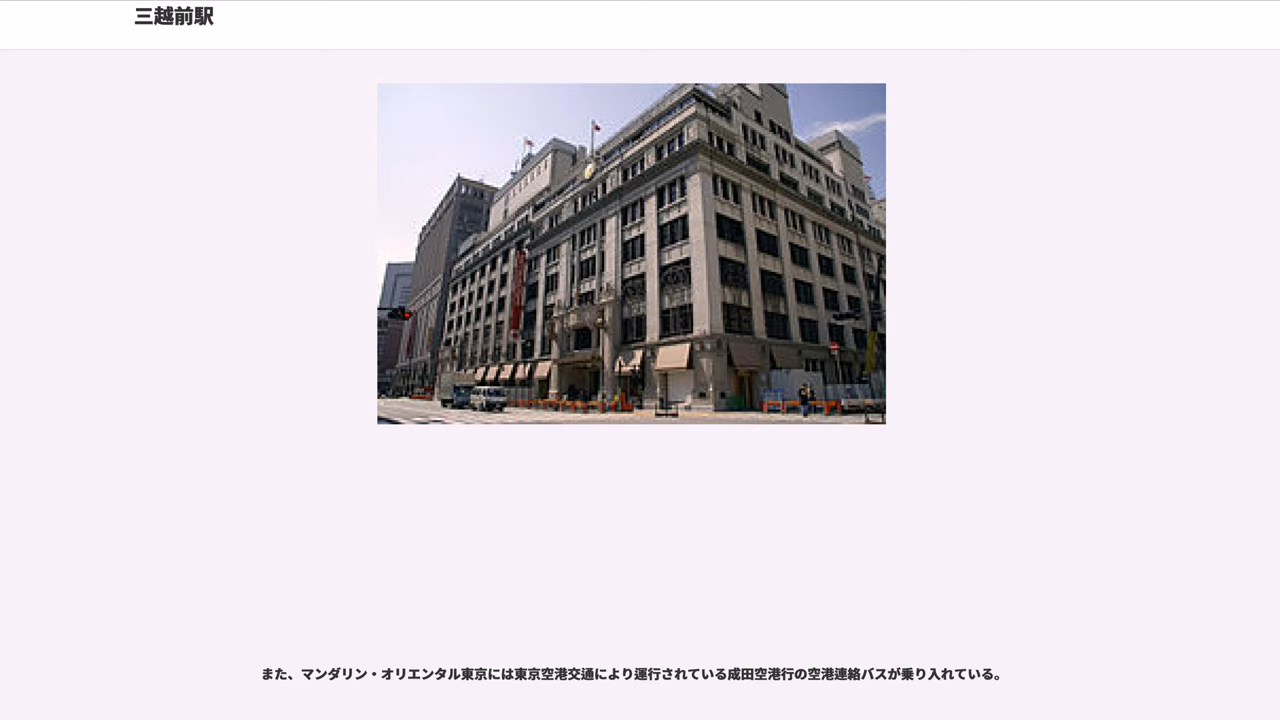 三越前駅
また、マンダリン・オリエンタル東京には東京空港交通により運行されている成田空港行の空港連絡バスが乗り入れている。